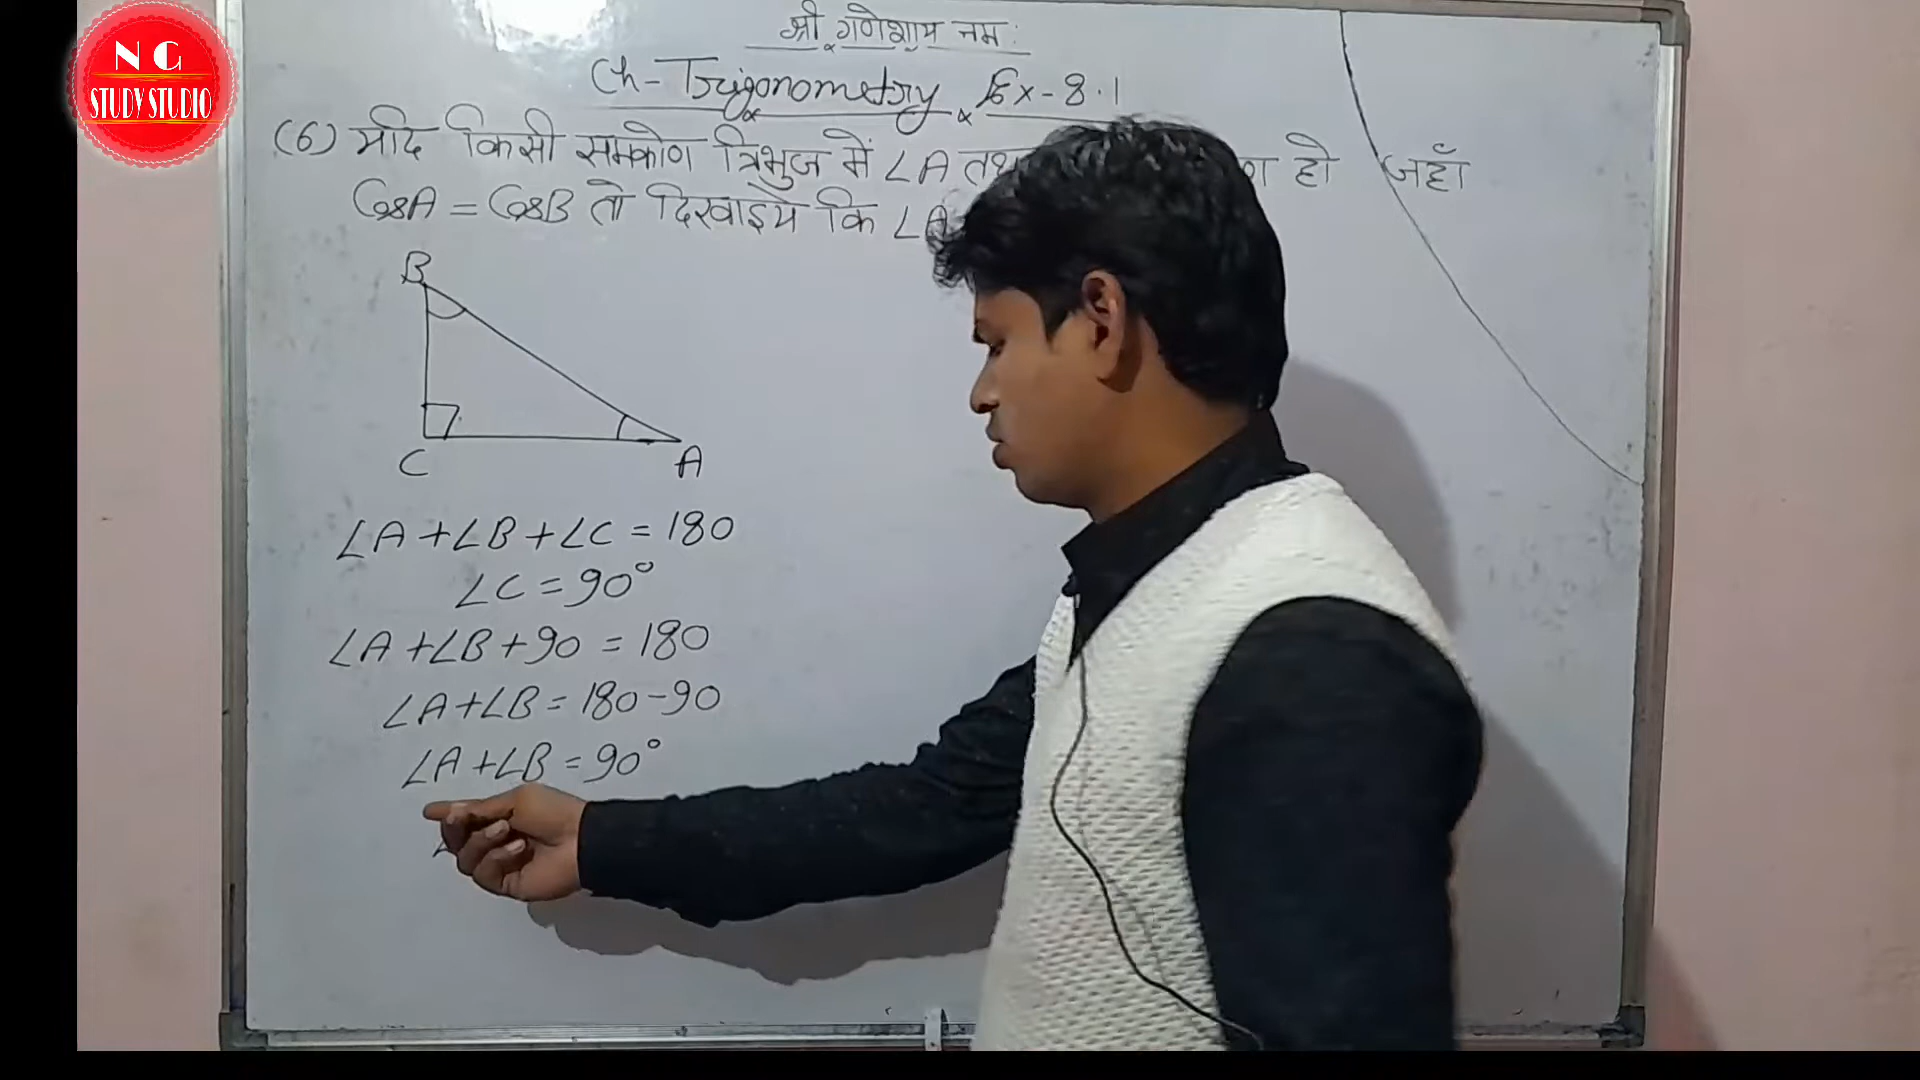 N G
STUDY STUDIO
श्री गणेशाय नमः
Ch-Trigonometry Ex-8.1
(6) यदि किसी समकोण त्रिभुज में ∠A हो जहाँ
CosA = CosB तो दिखाइये कि ∠A
B
C
A
∠A+∠B+∠C=180
∠C=90°
∠A+∠B+90=180
∠A+∠B=180-90
∠A+∠B=90°